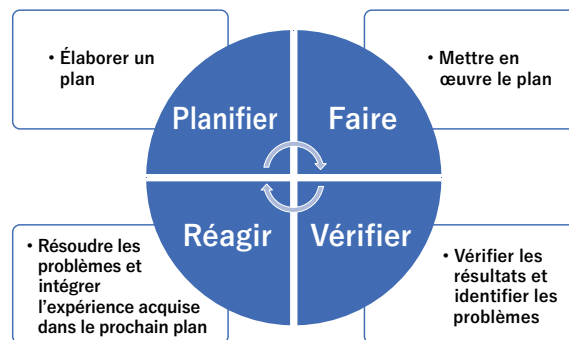 • Élaborer un
plan
• Mettre en
œuvre le plan
Planifier
Faire
Réagir
Vérifier
• Résoudre les
problèmes et
intégrer
l’expérience acquise
dans le prochain plan
• Vérifier les
résultats et
identifier les
problèmes